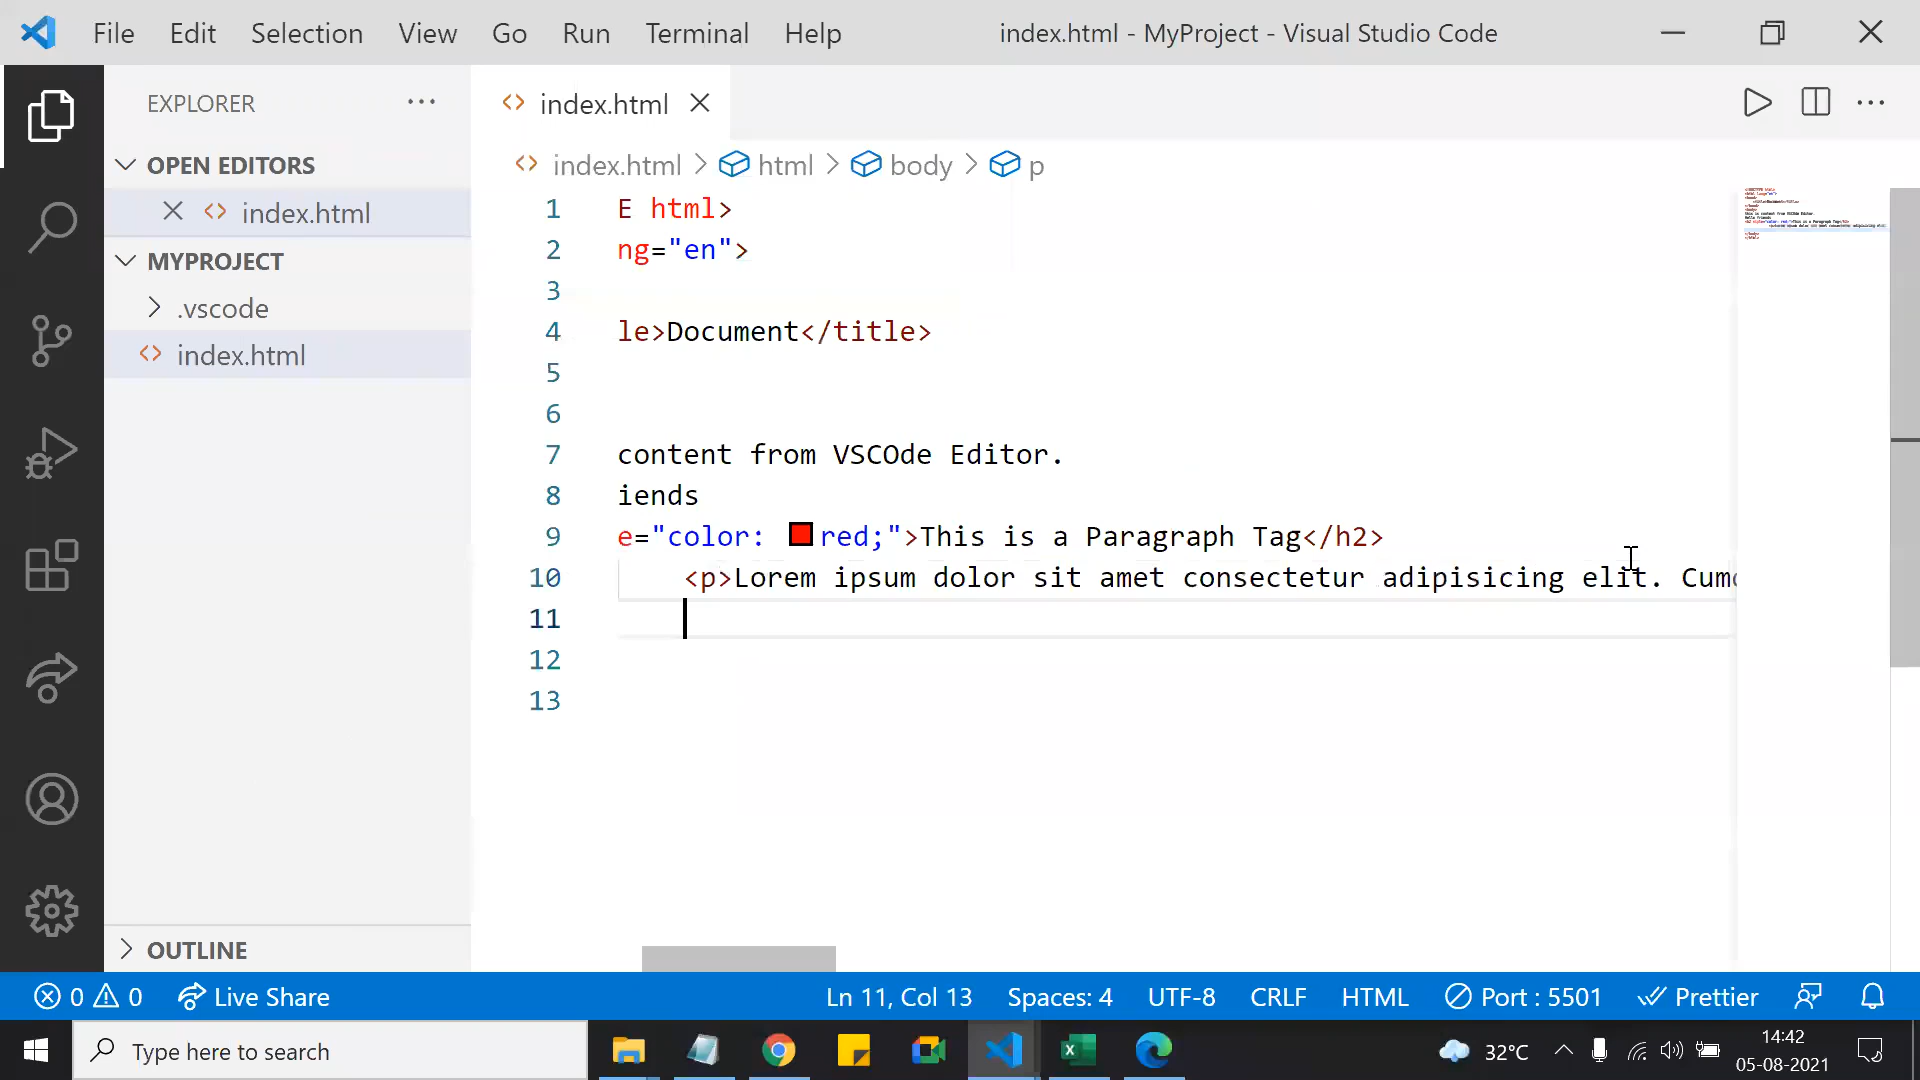 File Edit Selection View Go Run Terminal Help index.html - MyProject - Visual Studio Code
EXPLORER
index.html
OPEN EDITORS
index.html > html > body > p
index.html
MYPROJECT
.vscode
index.html
1 E html>
2 ng="en">
3
4 le>Document</title>
5
6
7 content from VSCOde Editor.
8 iends
9 e="color: red;">This is a Paragraph Tag</h2>
10 <p>Lorem ipsum dolor sit amet consectetur adipisicing elit. Cum
11
12
13
OUTLINE
0 0 Live Share Ln 11, Col 13 Spaces: 4 UTF-8 CRLF HTML Port : 5501 Prettier
Type here to search 32°C 14:42
05-08-2021